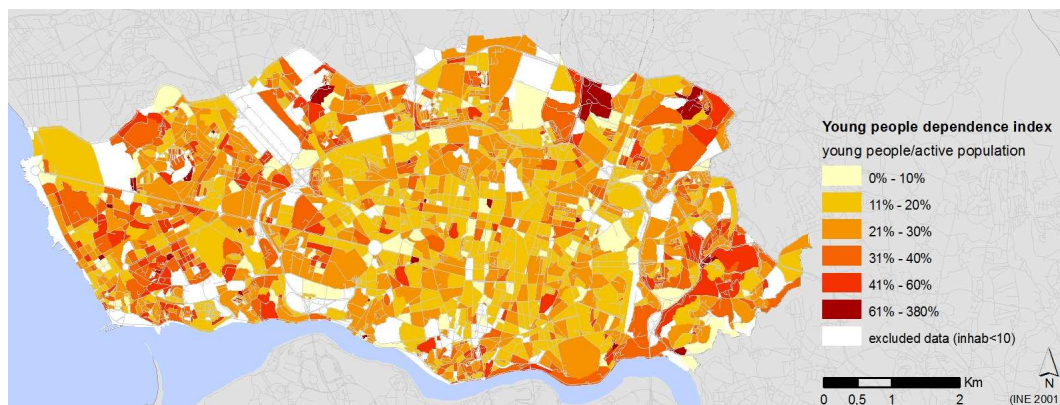 Young people dependence index
young people/active population
0% - 10%
11% - 20%
21% - 30%
31% - 40%
41% - 60%
61% - 380%
excluded data (inhab<10)
Km
0 0,5 1 2
N
(INE 2001